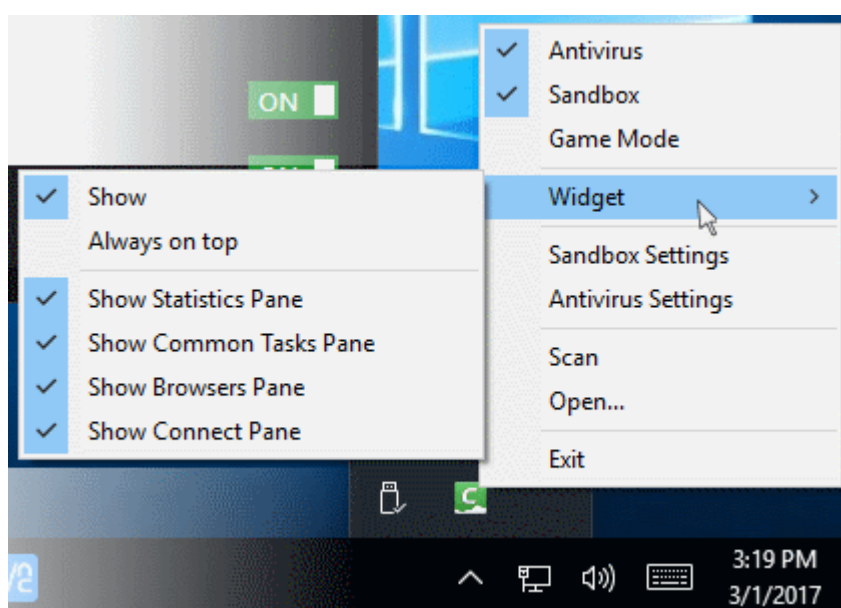 ON
Antivirus
Sandbox
Game Mode
Widget
Sandbox Settings
Antivirus Settings
Scan
Open...
Exit
Show
Always on top
Show Statistics Pane
Show Common Tasks Pane
Show Browsers Pane
Show Connect Pane
C
3:19 PM
3/1/2017